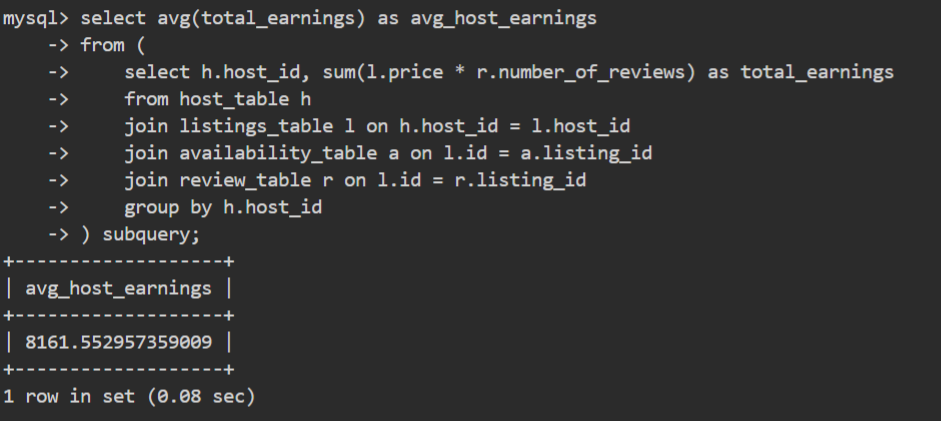 mysql> select avg(total_earnings) as avg_host_earnings
    -> from (
    ->     select h.host_id, sum(l.price * r.number_of_reviews) as total_earnings
    ->     from host_table h
    ->     join listings_table l on h.host_id = l.host_id
    ->     join availability_table a on l.id = a.listing_id
    ->     join review_table r on l.id = r.listing_id
    ->     group by h.host_id
    -> ) subquery;
+-------------------+
| avg_host_earnings |
+-------------------+
| 8161.552957359009 |
+-------------------+
1 row in set (0.08 sec)